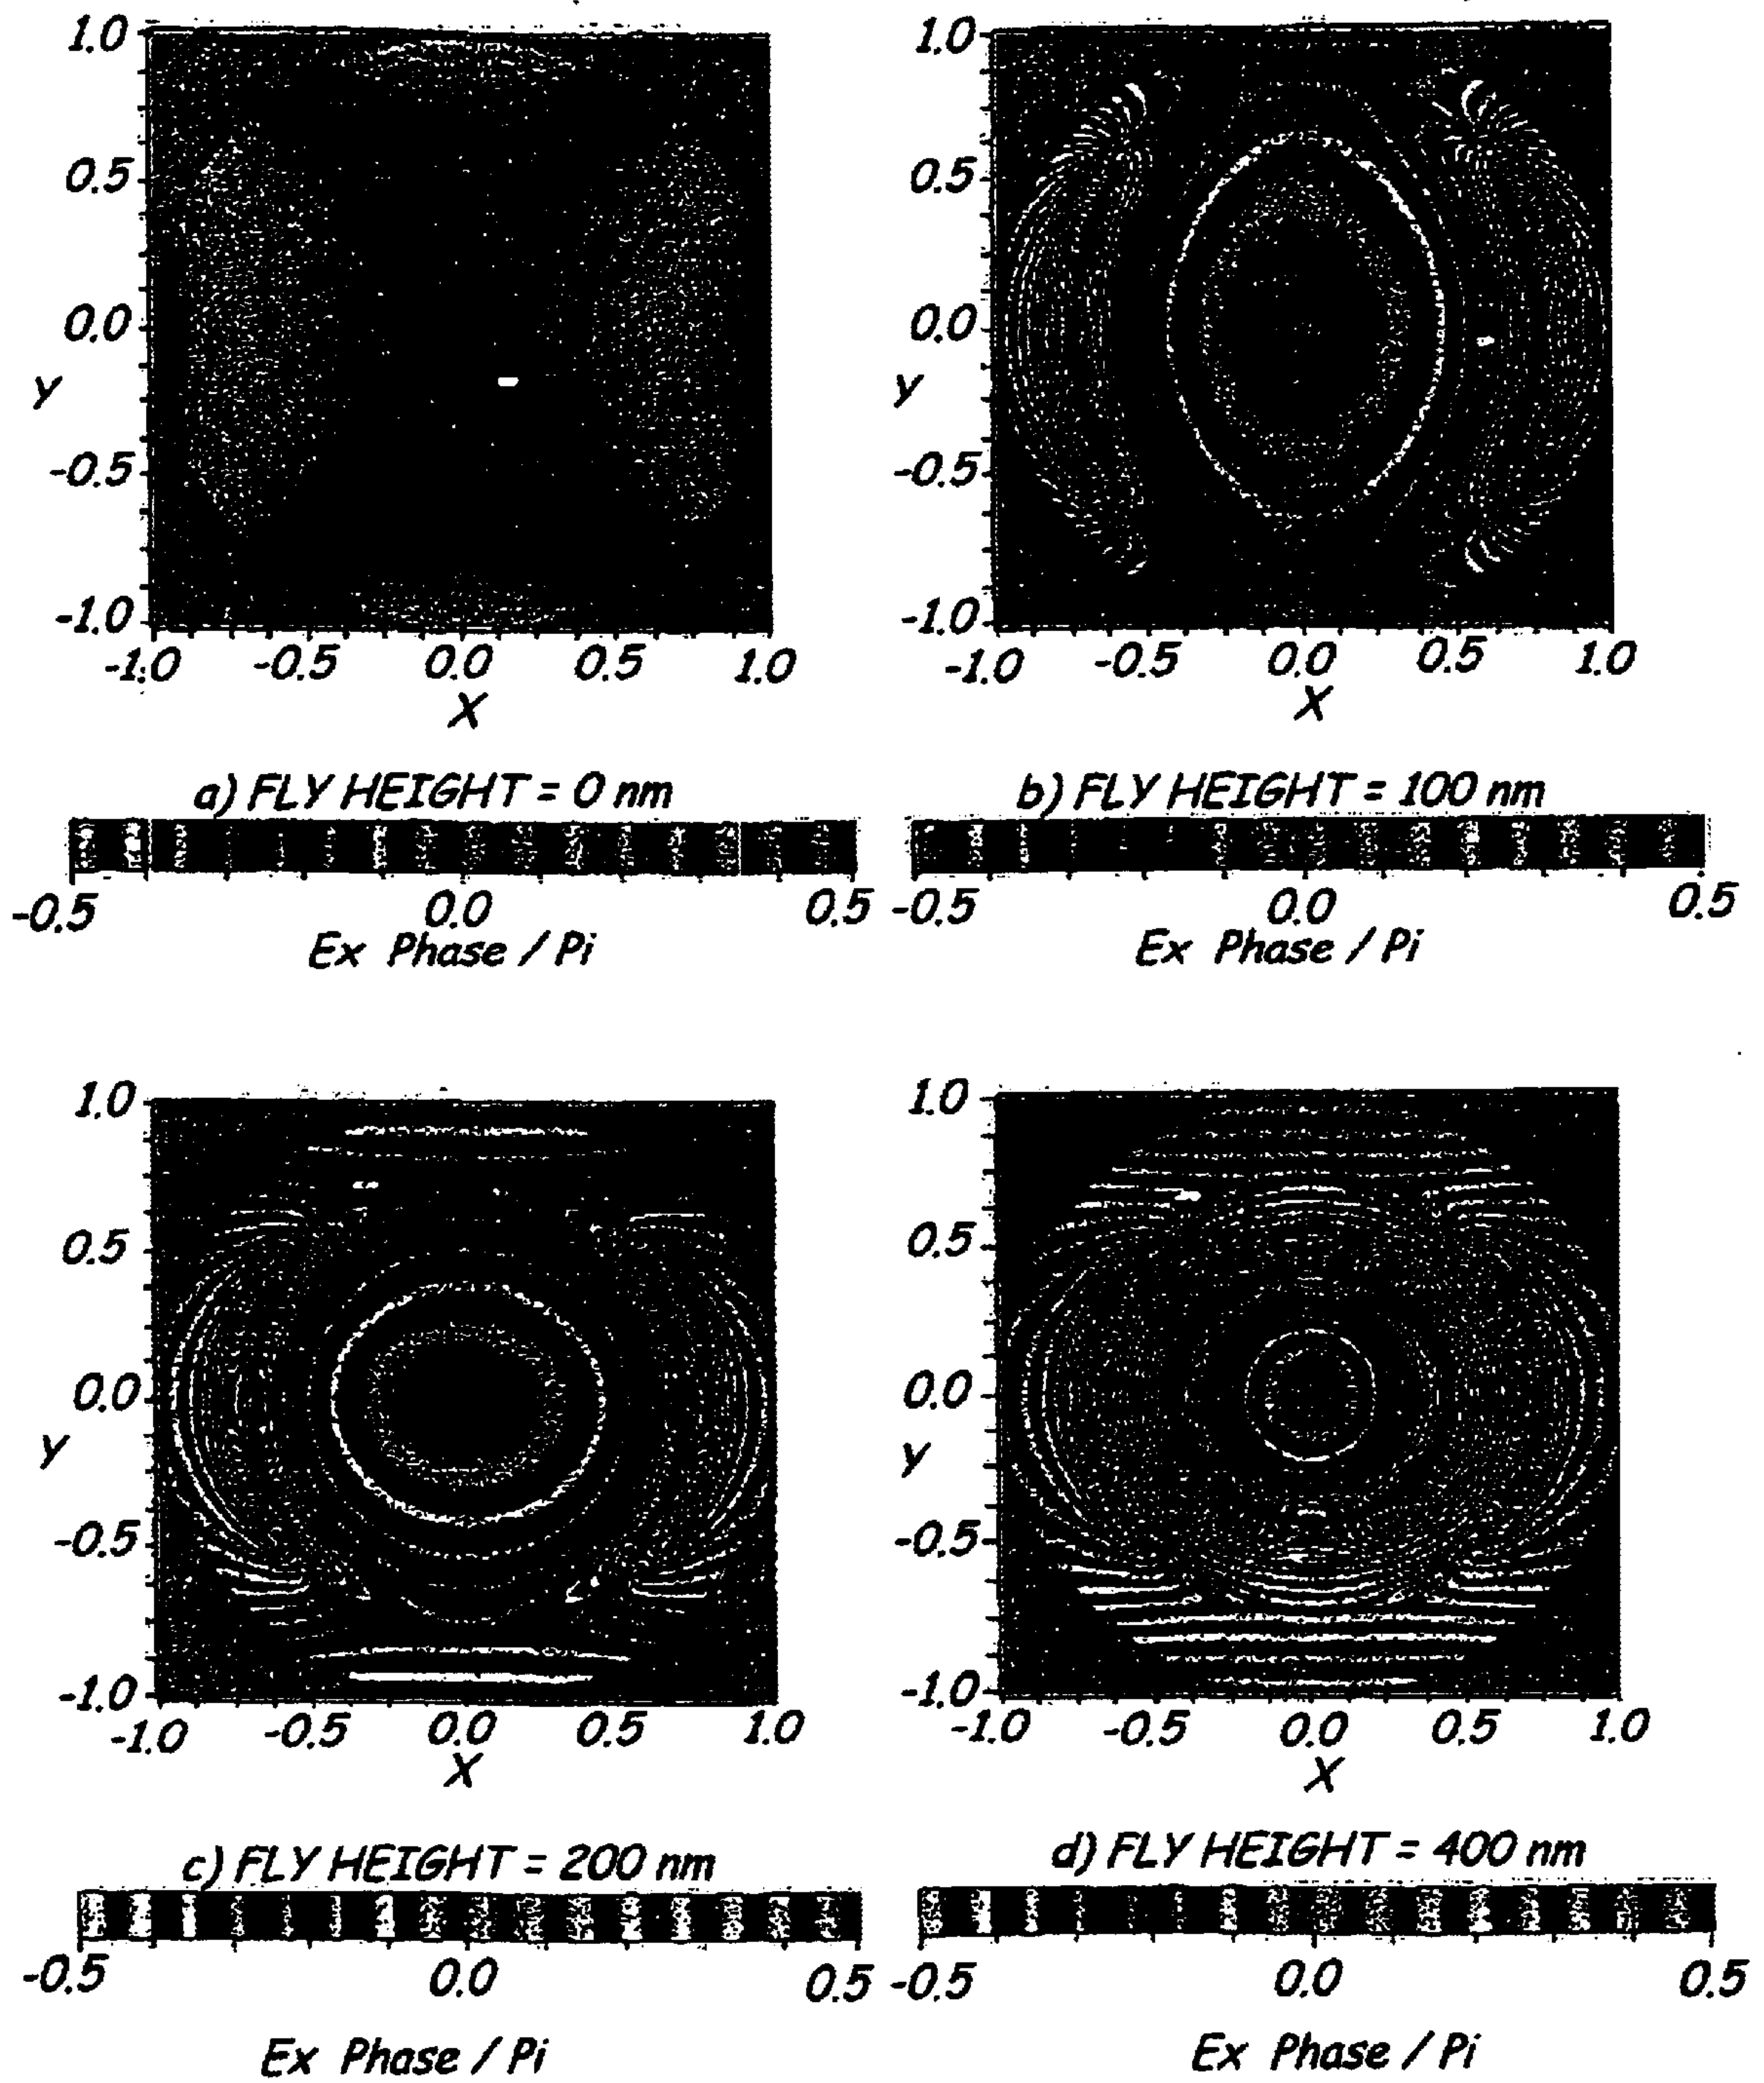 1.0
0.5
0.0
Y
-0.5
-1.0
-1.0 -0.5 0.0 0.5 1.0
X
a) FLY HEIGHT = 0 nm
-0.5 0.0 0.5
Ex Phase / Pi
1.0
0.5
0.0
Y
-0.5
-1.0
-1.0 -0.5 0.0 0.5 1.0
X
b) FLY HEIGHT = 100 nm
-0.5 0.0 0.5
Ex Phase / Pi
1.0
0.5
0.0
Y
-0.5
-1.0
-1.0 -0.5 0.0 0.5 1.0
X
c) FLY HEIGHT = 200 nm
-0.5 0.0 0.5
Ex Phase / Pi
1.0
0.5
0.0
Y
-0.5
-1.0
-1.0 -0.5 0.0 0.5 1.0
X
d) FLY HEIGHT = 400 nm
-0.5 0.0 0.5
Ex Phase / Pi